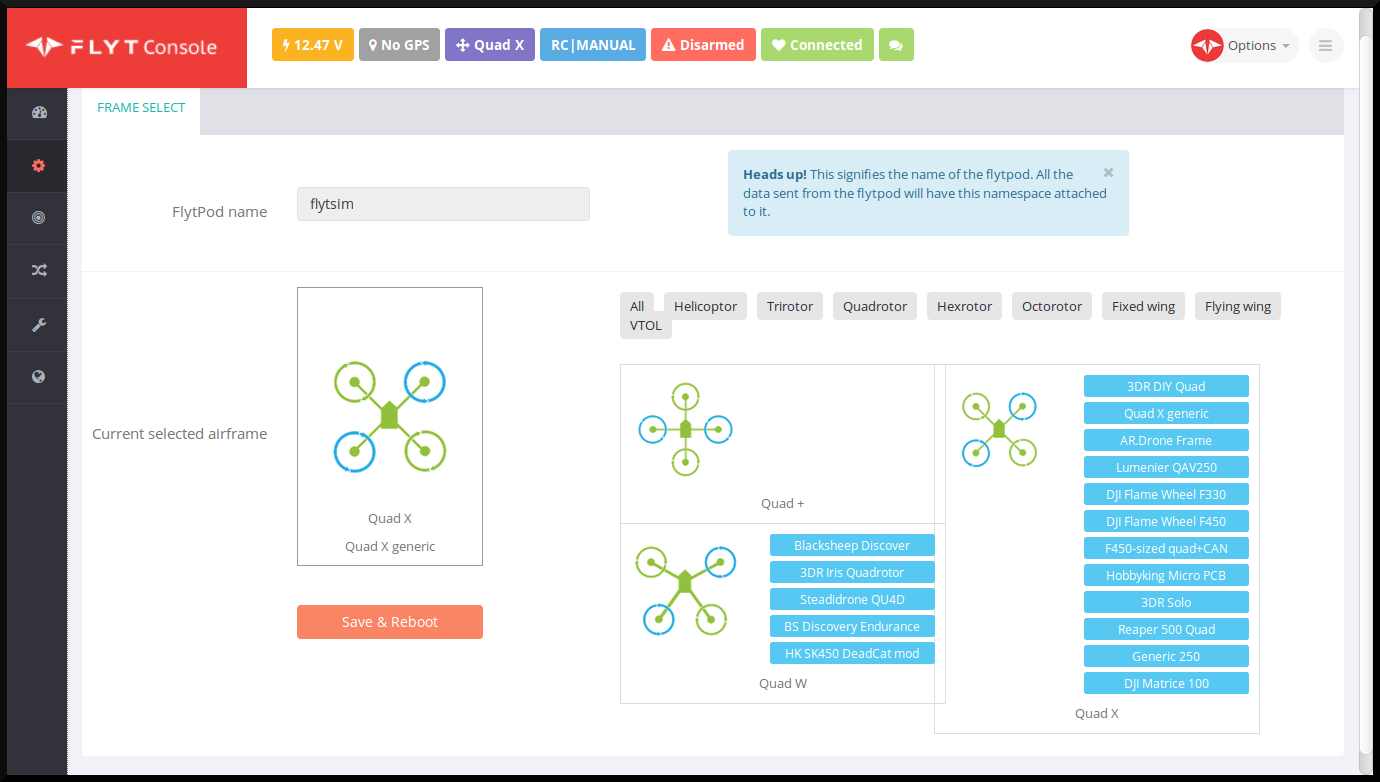 FLYT Console
12.47 V
No GPS
Quad X
RC|MANUAL
Disarmed
Connected
Options
FRAME SELECT
FlytPod name
flytsim
Heads up! This signifies the name of the flytpod. All the
data sent from the flytpod will have this namespace attached
to it.
×
Current selected airframe
Quad X
Quad X generic
Save & Reboot
All
Helicoptor
Trirotor
Quadrotor
Hexrotor
Octorotor
Fixed wing
Flying wing
VTOL
Quad +
Blacksheep Discover
3DR Iris Quadrotor
Steadidrone QU4D
BS Discovery Endurance
HK SK450 DeadCat mod
Quad W
3DR DIY Quad
Quad X generic
AR.Drone Frame
Lumenier QAV250
DJI Flame Wheel F330
DJI Flame Wheel F450
F450-sized quad+CAN
Hobbyking Micro PCB
3DR Solo
Reaper 500 Quad
Generic 250
DJI Matrice 100
Quad X